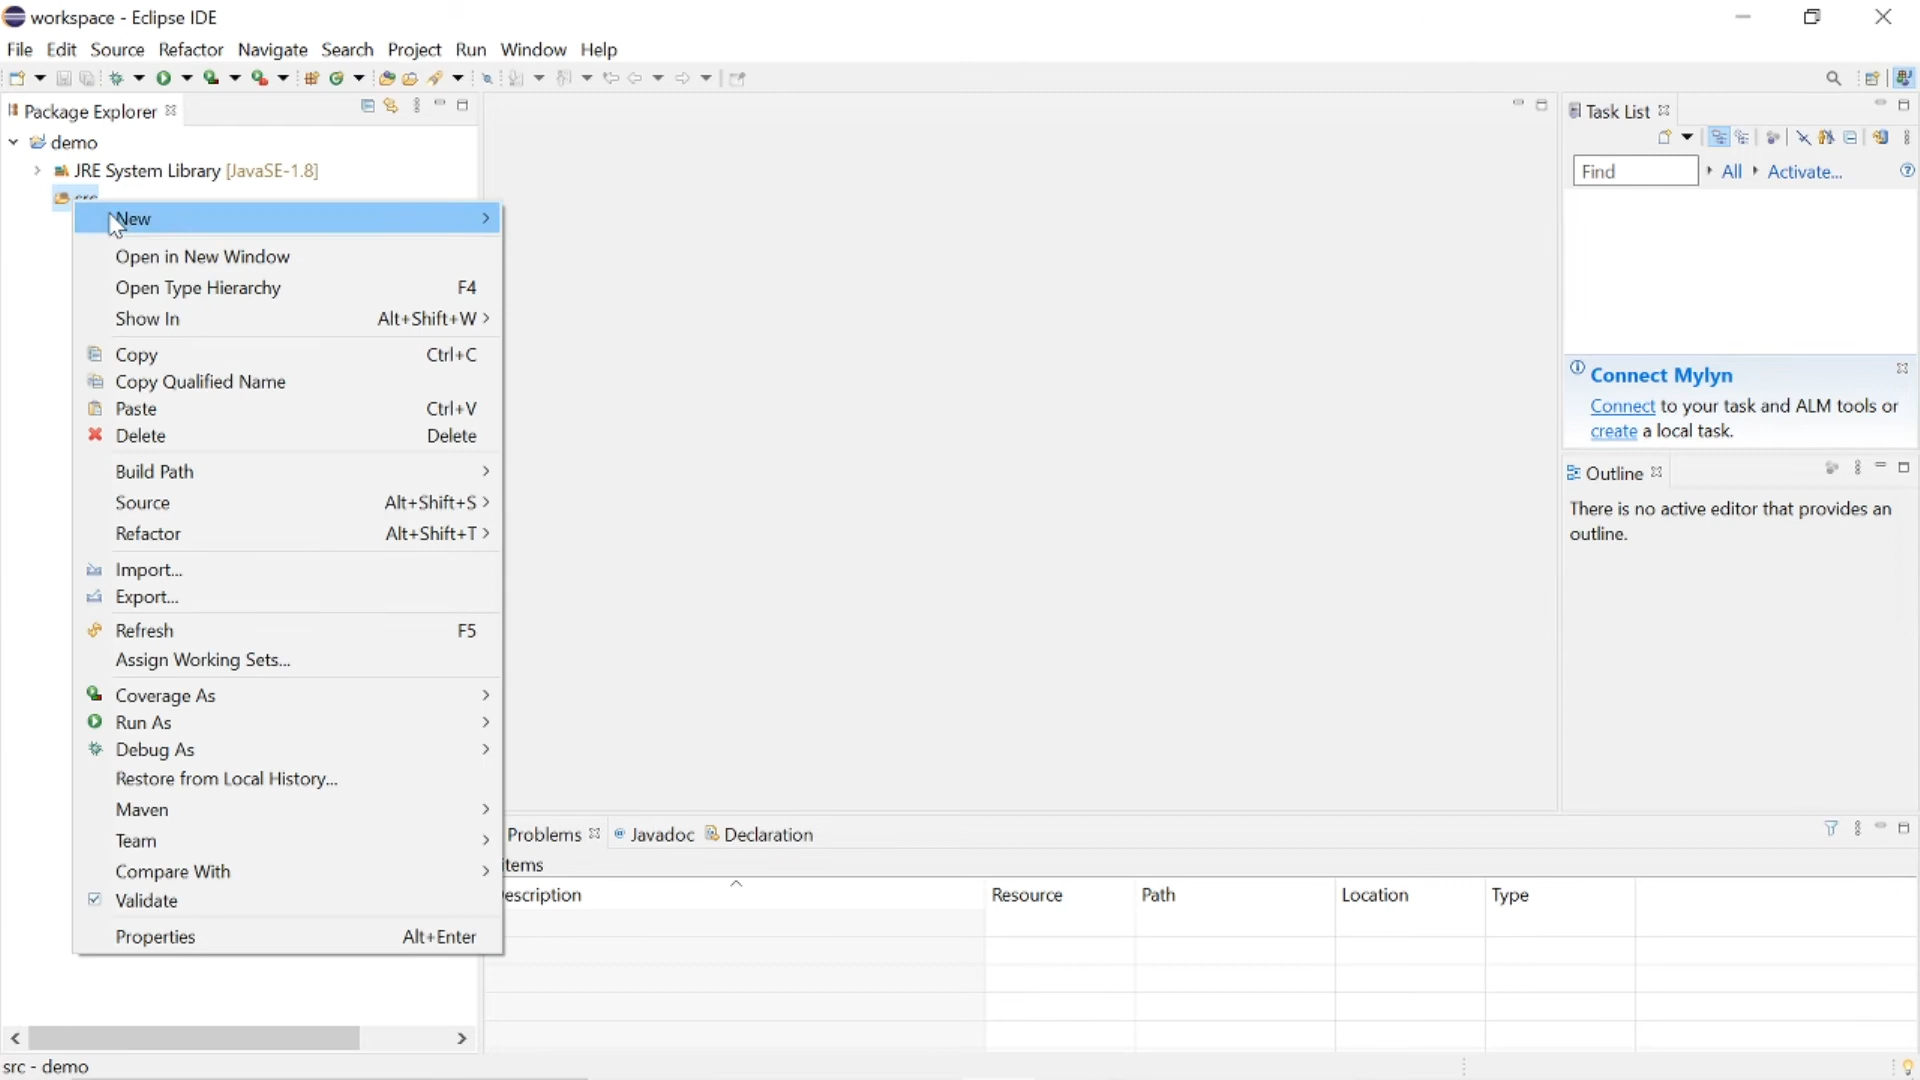 workspace - Eclipse IDE
File Edit Source Refactor Navigate Search Project Run Window Help
Package Explorer
demo
JRE System Library [JavaSE-1.8]
New
Open in New Window
Open Type Hierarchy F4
Show In Alt+Shift+W
Copy Ctrl+C
Copy Qualified Name
Paste Ctrl+V
Delete Delete
Build Path
Source Alt+Shift+S
Refactor Alt+Shift+T
Import...
Export...
Refresh F5
Assign Working Sets...
Coverage As
Run As
Debug As
Restore from Local History...
Maven
Team
Compare With
Validate
Properties Alt+Enter
Task List
Find All Activate...
Connect Mylyn
Connect to your task and ALM tools or
create a local task.
Outline
There is no active editor that provides an
outline.
Problems @ Javadoc Declaration
items
escription Resource Path Location Type
src - demo